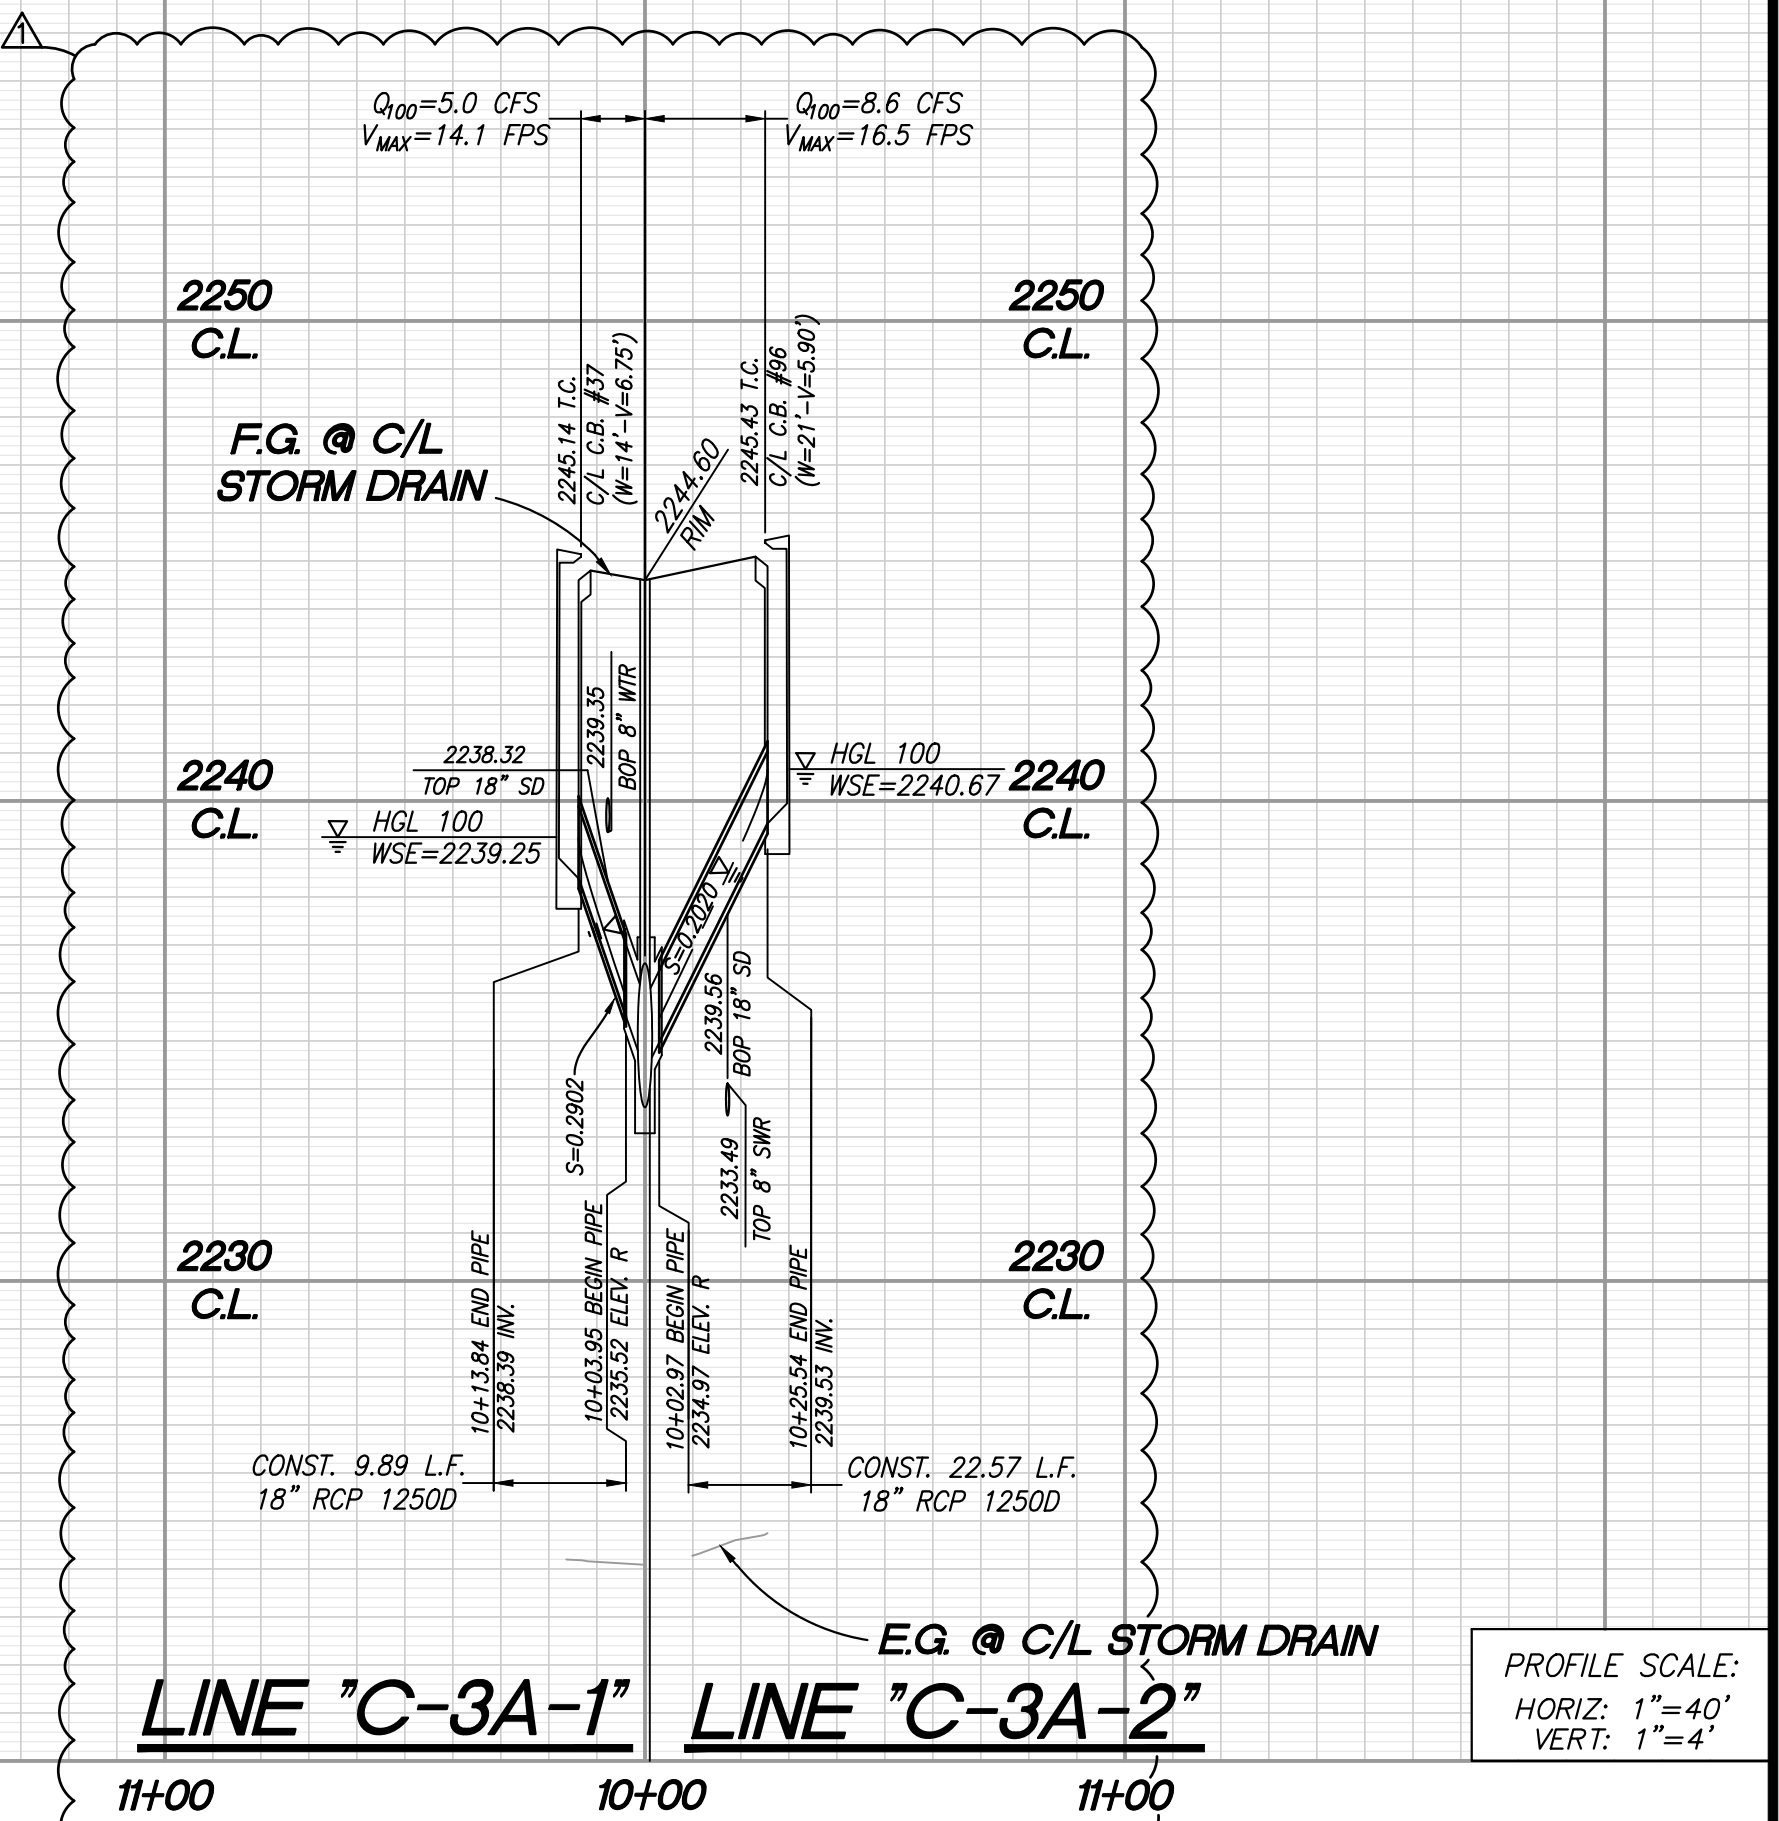 1
Q100=5.0 CFS
VMAX=14.1 FPS
Q100=8.6 CFS
VMAX=16.5 FPS
2250
C.L.
2250
C.L.
2245.14 T.C.
C/L C.B. #37
(W=14'-V=6.75')
2245.43 T.C.
C/L C.B. #96
(W=21'-V=5.90')
F.G. @ C/L
STORM DRAIN
2244.60
RIM
2239.35
BOP 8" WTR
2238.32
TOP 18" SD
2240
C.L.
HGL 100
WSE=2239.25
HGL 100
WSE=2240.67
2240
C.L.
S=0.2020
S=0.2902
2239.56
BOP 18" SD
2233.49
TOP 8" SWR
2230
C.L.
2230
C.L.
10+13.84 END PIPE
2238.39 INV.
10+03.95 BEGIN PIPE
2235.52 ELEV. R
10+02.97 BEGIN PIPE
2234.97 ELEV. R
10+25.54 END PIPE
2239.53 INV.
CONST. 9.89 L.F.
18" RCP 1250D
CONST. 22.57 L.F.
18" RCP 1250D
E.G. @ C/L STORM DRAIN
LINE "C-3A-1"
LINE "C-3A-2"
PROFILE SCALE:
HORIZ: 1"=40'
VERT: 1"=4'
11+00
10+00
11+00